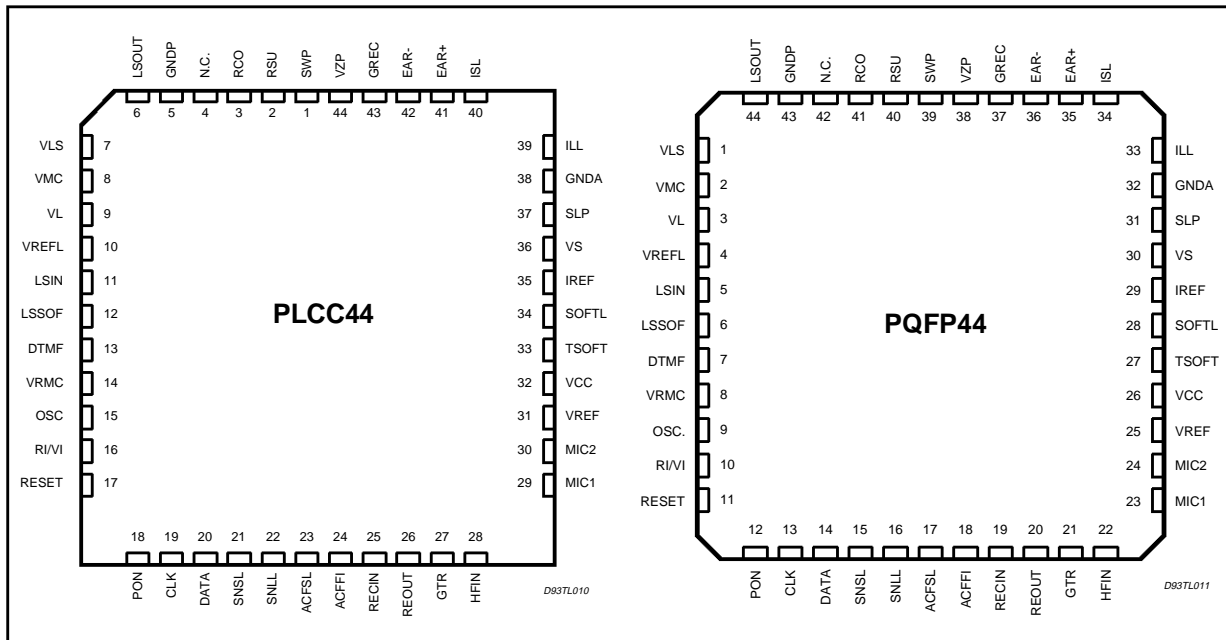 LSOUT GNDP N.C. RCO RSU SWP VZP GREC EAR- EAR+ ISL
6 5 4 3 2 1 44 43 42 41 40
VLS 7 39 ILL
VMC 8 38 GNDA
VL 9 37 SLP
VREFL 10 36 VS
LSIN 11 35 IREF
LSSOF 12 34 SOFTL
DTMF 13 33 TSOFT
VRMC 14 32 VCC
OSC 15 31 VREF
RI/VI 16 30 MIC2
RESET 17 29 MIC1
PLCC44
18 19 20 21 22 23 24 25 26 27 28
PON CLK DATA SNSL SNLL ACFSL ACFFI RECIN REOUT GTR HFIN
D93TL010
LSOUT GNDP N.C. RCO RSU SWP VZP GREC EAR- EAR+ ISL
44 43 42 41 40 39 38 37 36 35 34
VLS 1 33 ILL
VMC 2 32 GNDA
VL 3 31 SLP
VREFL 4 30 VS
LSIN 5 29 IREF
LSSOF 6 28 SOFTL
DTMF 7 27 TSOFT
VRMC 8 26 VCC
OSC. 9 25 VREF
RI/VI 10 24 MIC2
RESET 11 23 MIC1
PQFP44
12 13 14 15 16 17 18 19 20 21 22
PON CLK DATA SNSL SNLL ACFSL ACFFI RECIN REOUT GTR HFIN
D93TL011